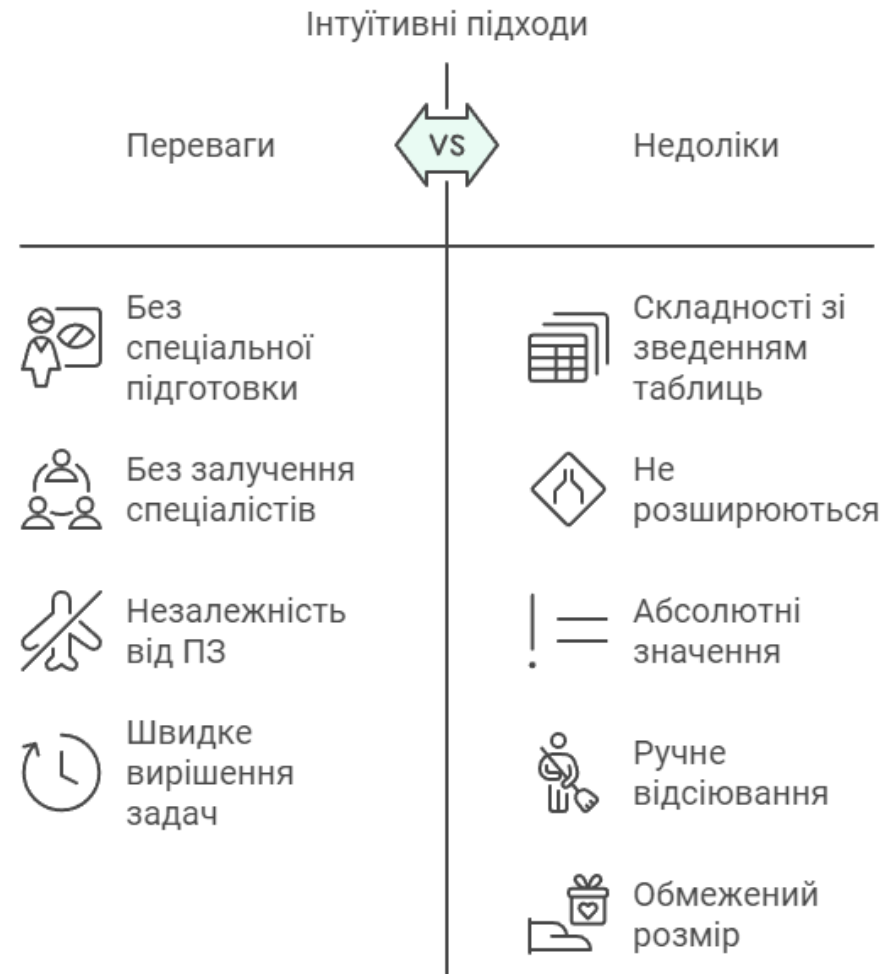 Інтуїтивні підходи
Переваги
VS
Недоліки
Без
спеціальної
підготовки
Без залучення
спеціалістів
Незалежність
від ПЗ
Швидке
вирішення
задач
Складності зі
зведенням
таблиць
Не
розширюються
Абсолютні
значення
Ручне
відсіювання
Обмежений
розмір